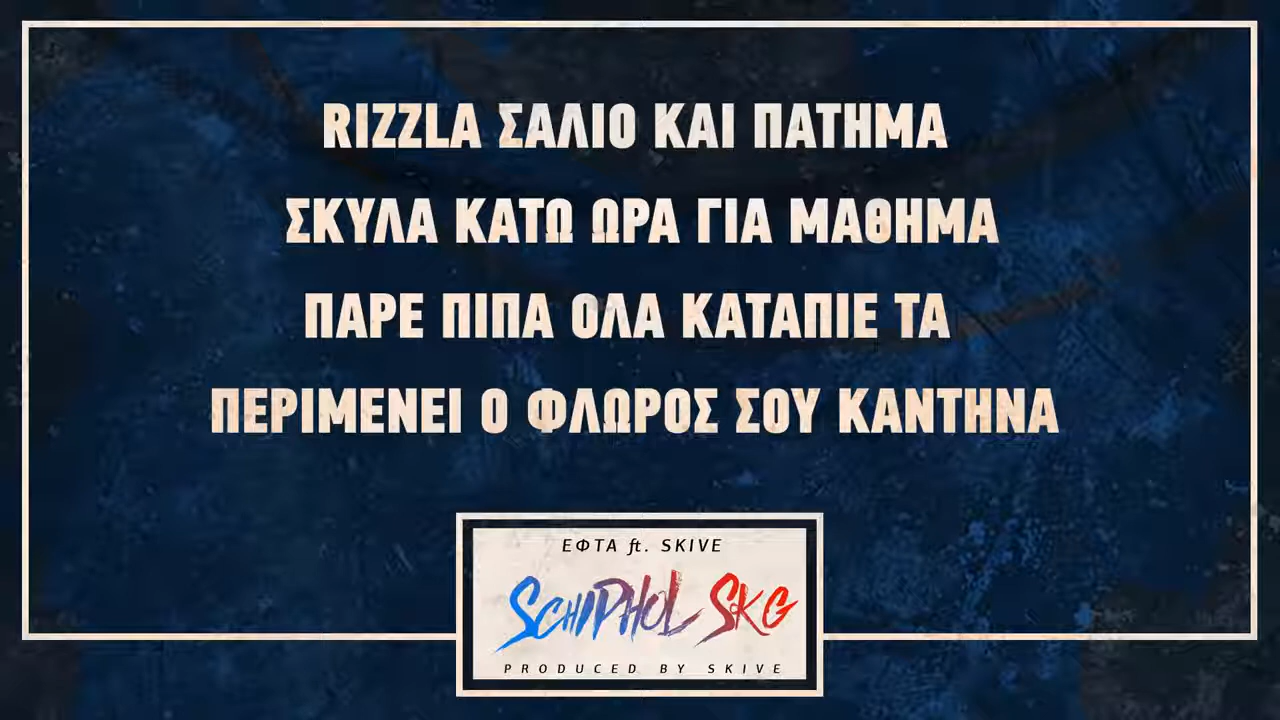 RIZZLA ΣΑΛΙΟ ΚΑΙ ΠΑΤΗΜΑ
ΣΚΥΛΑ ΚΑΤΩ ΩΡΑ ΓΙΑ ΜΑΘΗΜΑ
ΠΑΡΕ ΠΙΠΑ ΟΛΑ ΚΑΤΑΠΙΕ ΤΑ
ΠΕΡΙΜΕΝΕΙ Ο ΦΛΩΡΟΣ ΣΟΥ ΚΑΝΤΗΝΑ
ΕΦΤΑ ft. SKIVE
SCHIPHOL SKG
PRODUCED BY SKIVE